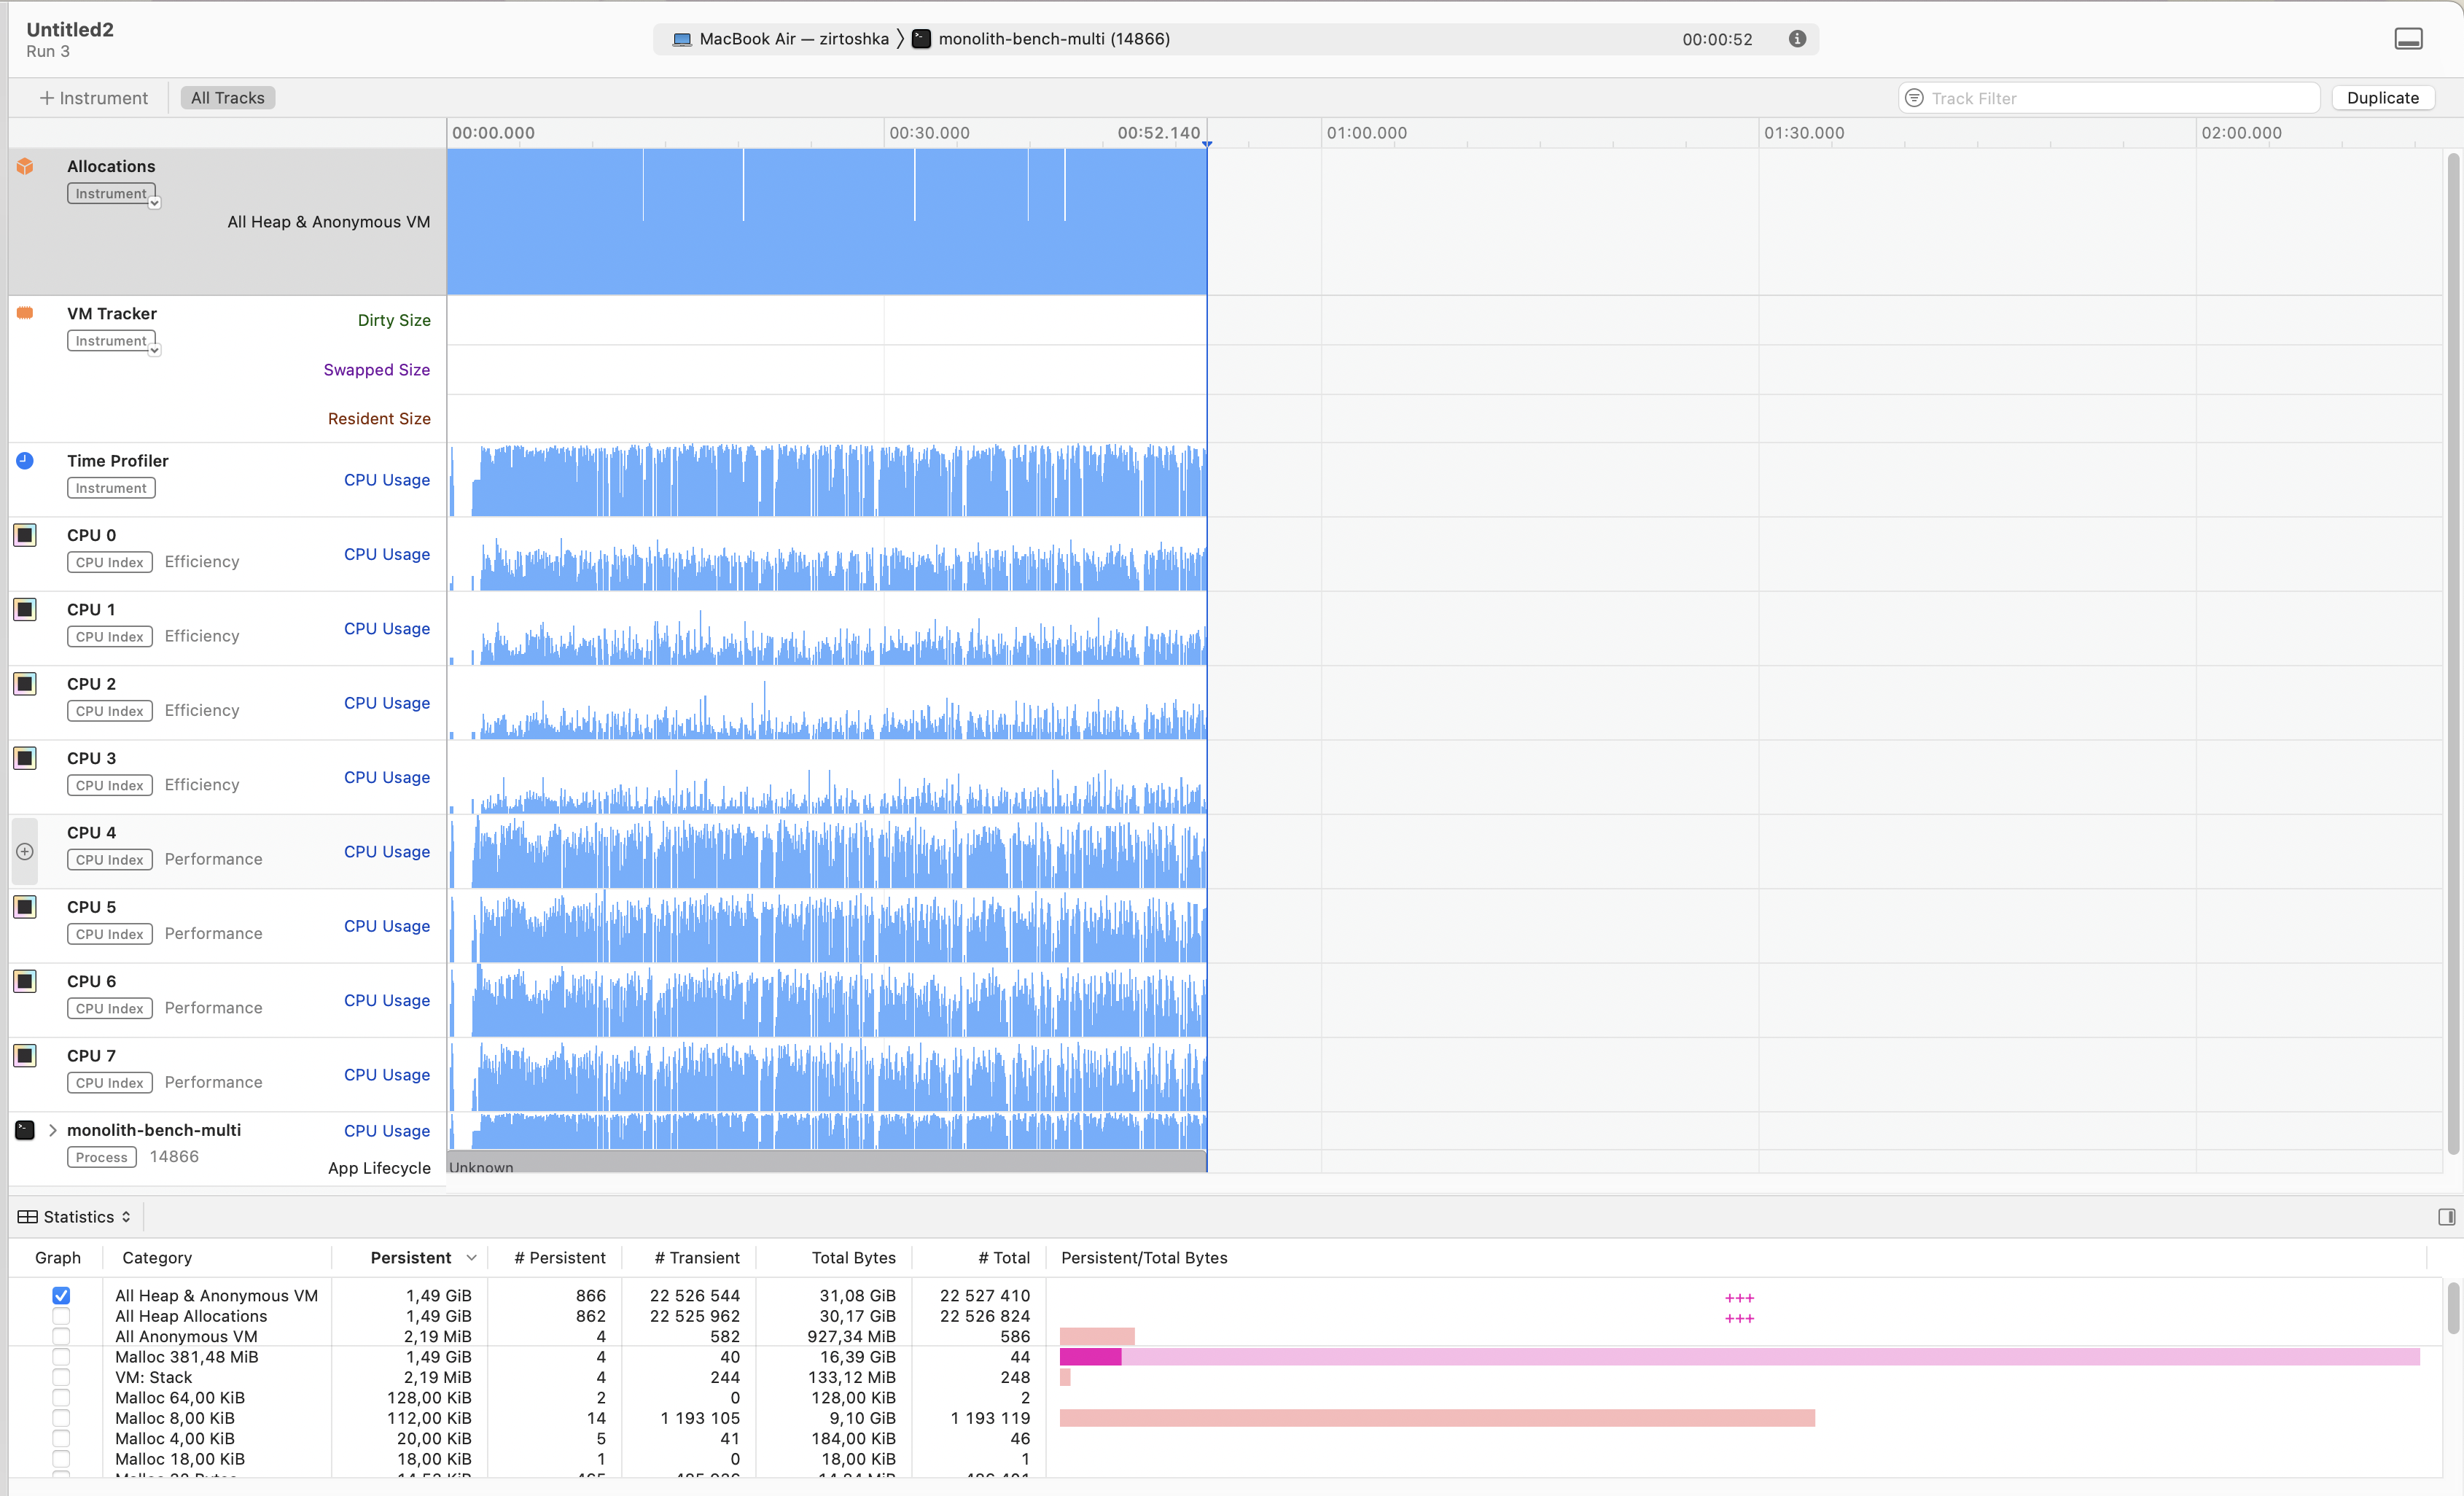 Untitled2
Run 3
MacBook Air — zirtoshka 〉 monolith-bench-multi (14866) 00:00:52
+ Instrument All Tracks Track Filter Duplicate
00:00.000 00:30.000 00:52.140 01:00.000 01:30.000 02:00.000
Allocations
Instrument
All Heap & Anonymous VM
VM Tracker
Dirty Size
Instrument
Swapped Size
Resident Size
Time Profiler
CPU Usage
Instrument
CPU 0
CPU Usage
CPU Index Efficiency
CPU 1
CPU Usage
CPU Index Efficiency
CPU 2
CPU Usage
CPU Index Efficiency
CPU 3
CPU Usage
CPU Index Efficiency
CPU 4
CPU Usage
CPU Index Performance
CPU 5
CPU Usage
CPU Index Performance
CPU 6
CPU Usage
CPU Index Performance
CPU 7
CPU Usage
CPU Index Performance
monolith-bench-multi CPU Usage
Process 14866
App Lifecycle Unknown
Statistics
Graph Category Persistent # Persistent # Transient Total Bytes # Total Persistent/Total Bytes
All Heap & Anonymous VM 1,49 GiB 866 22 526 544 31,08 GiB 22 527 410 +++
All Heap Allocations 1,49 GiB 862 22 525 962 30,17 GiB 22 526 824 +++
All Anonymous VM 2,19 MiB 4 582 927,34 MiB 586
Malloc 381,48 MiB 1,49 GiB 4 40 16,39 GiB 44
VM: Stack 2,19 MiB 4 244 133,12 MiB 248
Malloc 64,00 KiB 128,00 KiB 2 0 128,00 KiB 2
Malloc 8,00 KiB 112,00 KiB 14 1 193 105 9,10 GiB 1 193 119
Malloc 4,00 KiB 20,00 KiB 5 41 184,00 KiB 46
Malloc 18,00 KiB 18,00 KiB 1 0 18,00 KiB 1